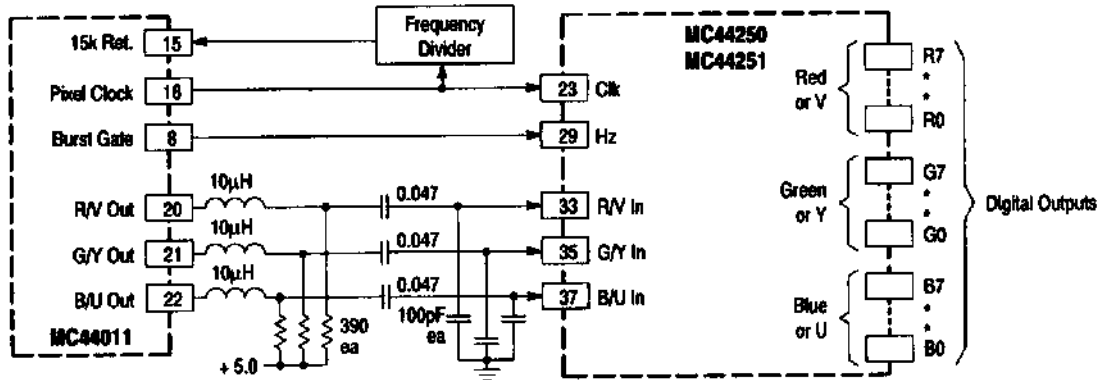 15k Ret.
15
Frequency
Divider
MC44250
MC44251
R7
Pixel Clock
16
23
Clk
Red
or V
*
*
Burst Gate
8
29
Hz
R0
10µH
0.047
G7
R/V Out
20
33
R/V In
Green
or Y
*
*
Digital Outputs
10µH
0.047
G/Y Out
21
35
G/Y In
G0
10µH
0.047
B/U Out
22
37
B/U In
B7
Blue
or U
*
*
MC44011
390
ea
100pF
ea
B0
+ 5.0